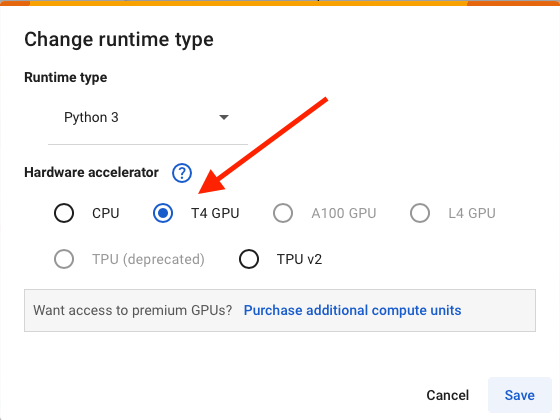 Change runtime type
Runtime type
Python 3
Hardware accelerator ?
CPU T4 GPU A100 GPU L4 GPU
TPU (deprecated) TPU v2
Want access to premium GPUs? Purchase additional compute units
Cancel Save